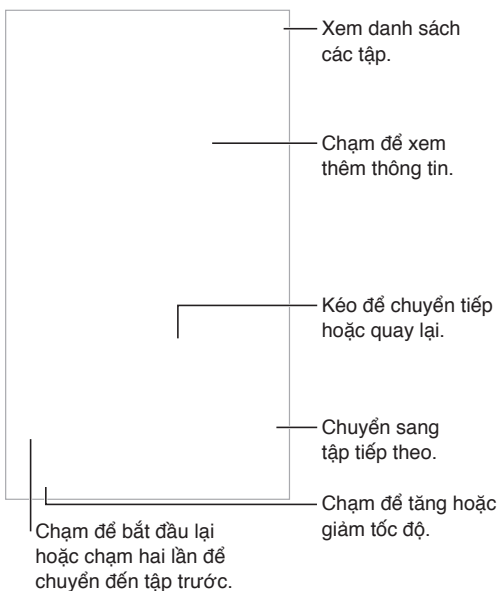 Xem danh sách
các tập.
Chạm để xem
thêm thông tin.
Kéo để chuyển tiếp
hoặc quay lại.
Chuyển sang
tập tiếp theo.
Chạm để tăng hoặc
giảm tốc độ.
Chạm để bắt đầu lại
hoặc chạm hai lần để
chuyển đến tập trước.